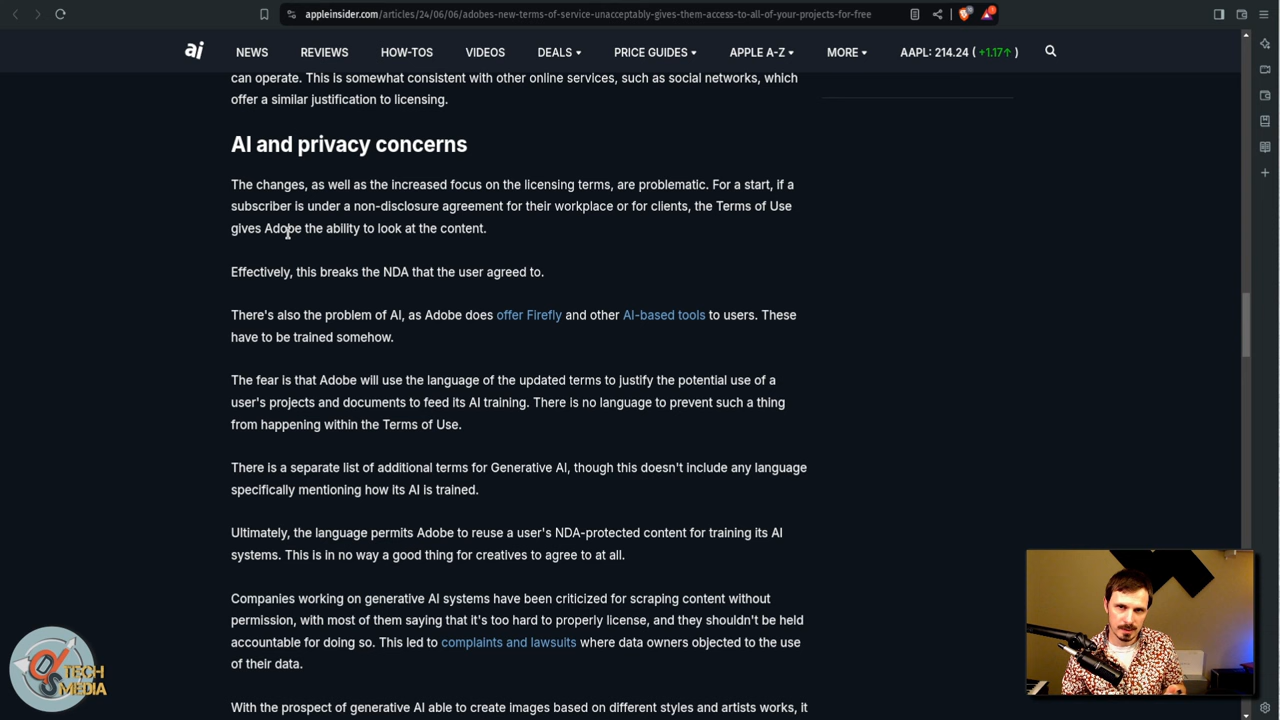 appleinsider.com/articles/24/06/06/adobes-new-terms-of-service-unacceptably-gives-them-access-to-all-of-your-projects-for-free
ai NEWS REVIEWS HOW-TOS VIDEOS DEALS PRICE GUIDES APPLE A-Z MORE AAPL: 214.24 ( +1.17↑ )
can operate. This is somewhat consistent with other online services, such as social networks, which
offer a similar justification to licensing.
AI and privacy concerns
The changes, as well as the increased focus on the licensing terms, are problematic. For a start, if a
subscriber is under a non-disclosure agreement for their workplace or for clients, the Terms of Use
gives Adobe the ability to look at the content.
Effectively, this breaks the NDA that the user agreed to.
There's also the problem of AI, as Adobe does offer Firefly and other AI-based tools to users. These
have to be trained somehow.
The fear is that Adobe will use the language of the updated terms to justify the potential use of a
user's projects and documents to feed its AI training. There is no language to prevent such a thing
from happening within the Terms of Use.
There is a separate list of additional terms for Generative AI, though this doesn't include any language
specifically mentioning how its AI is trained.
Ultimately, the language permits Adobe to reuse a user's NDA-protected content for training its AI
systems. This is in no way a good thing for creatives to agree to at all.
Companies working on generative AI systems have been criticized for scraping content without
permission, with most of them saying that it's too hard to properly license, and they shouldn't be held
accountable for doing so. This led to complaints and lawsuits where data owners objected to the use
of their data.
With the prospect of generative AI able to create images based on different styles and artists works, it
TECH
MEDIA